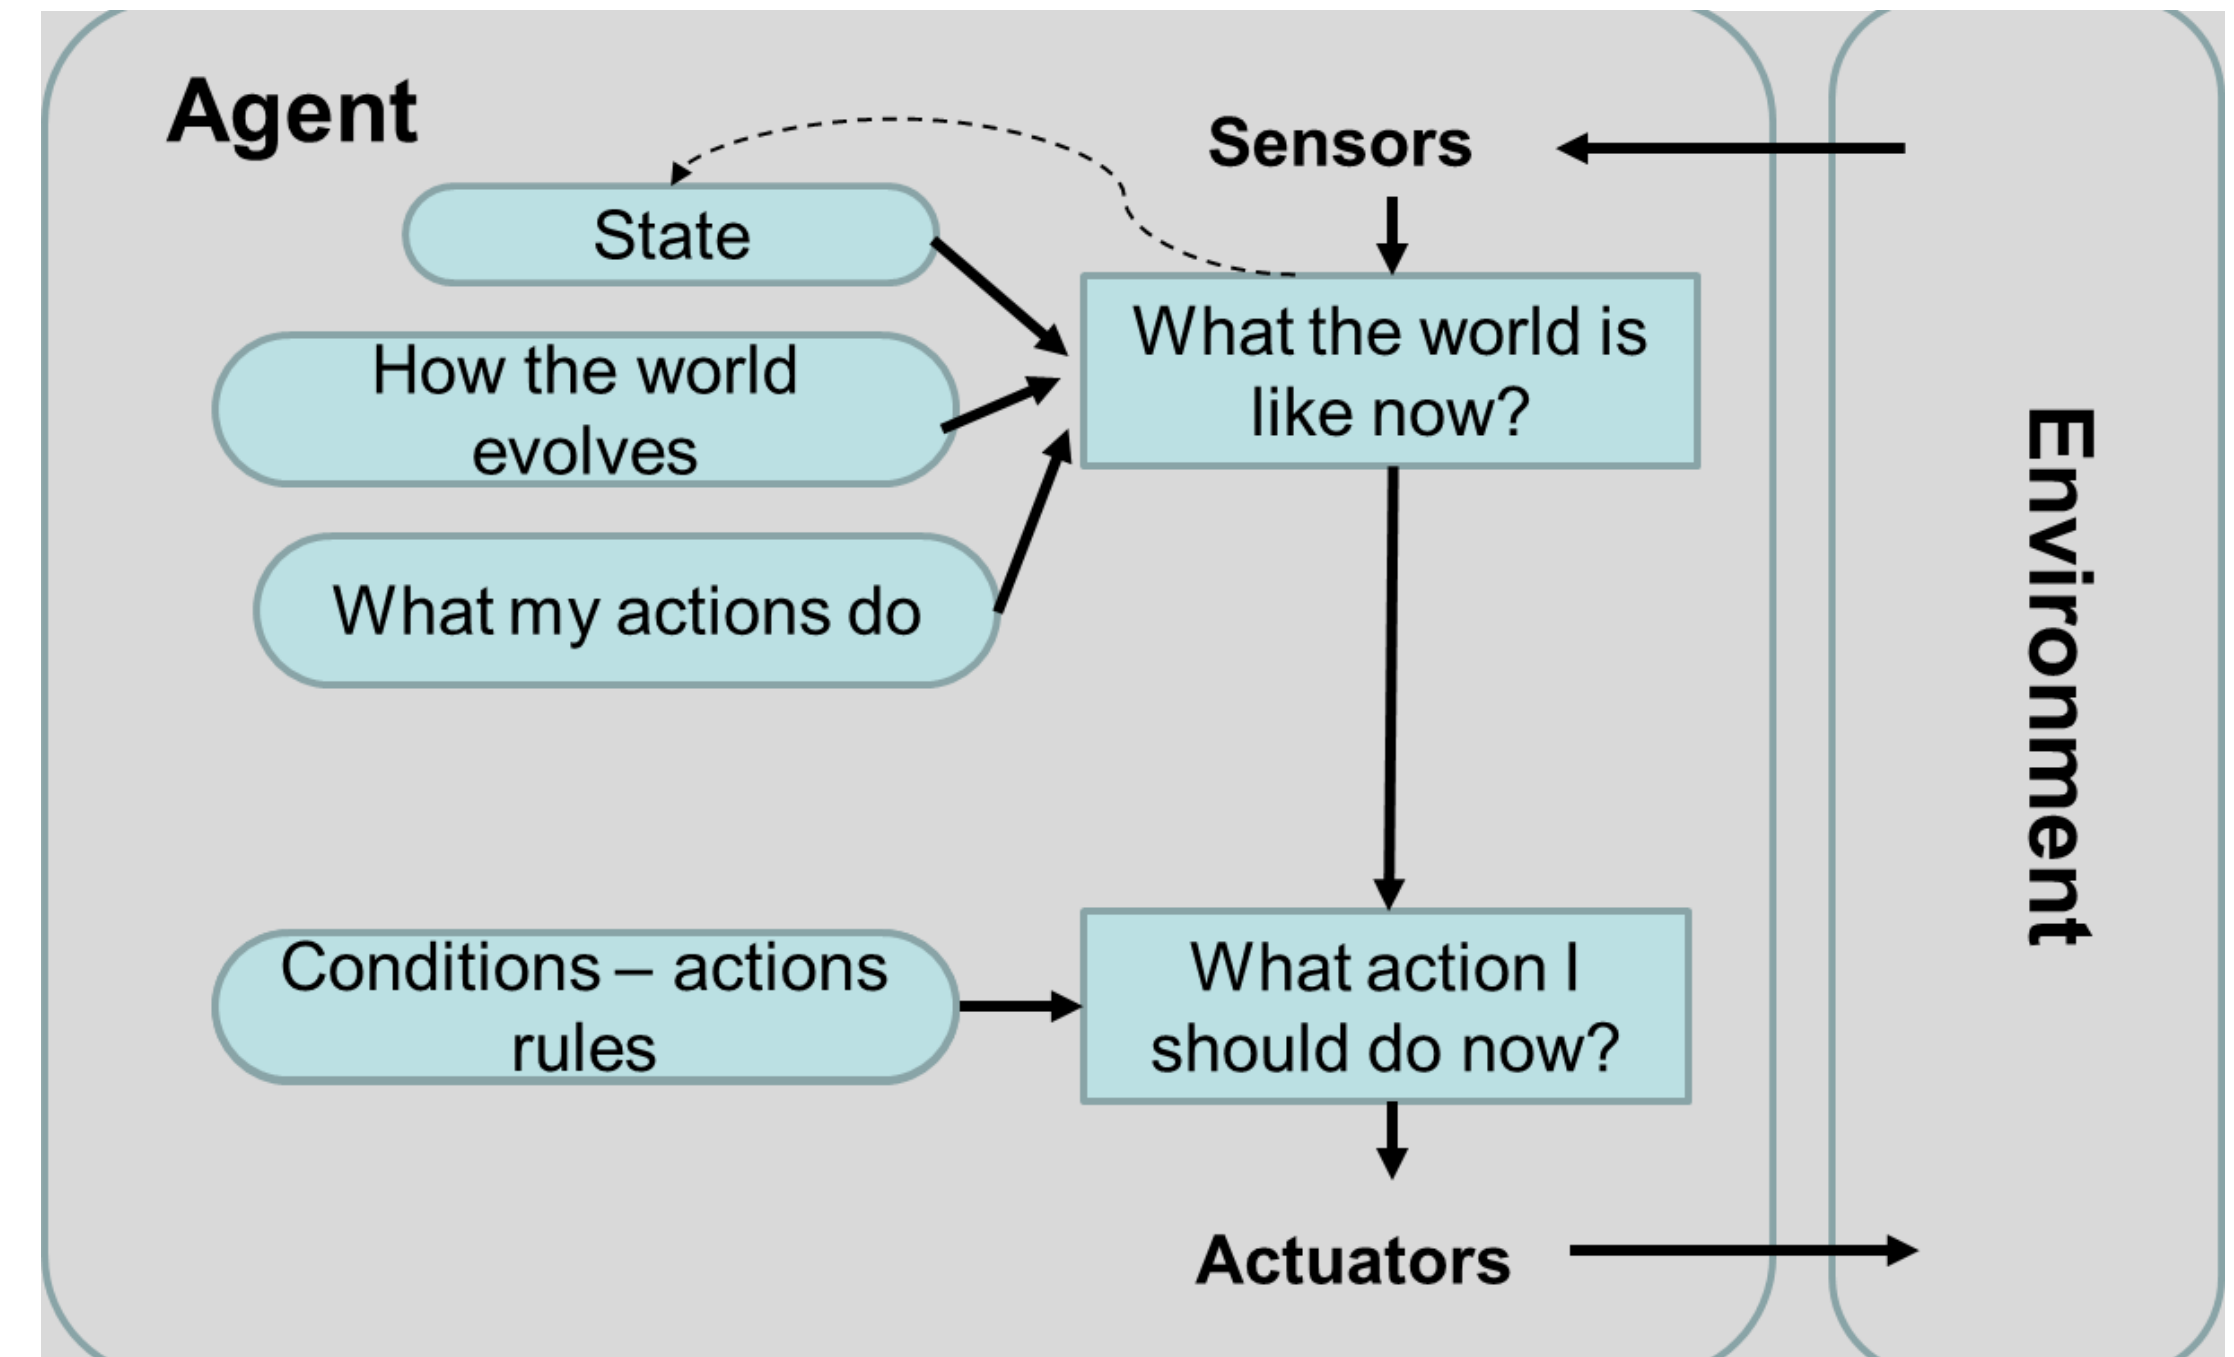 Agent
Sensors
State
What the world is
like now?
How the world
evolves
What my actions do
Environment
Conditions – actions
rules
What action I
should do now?
Actuators